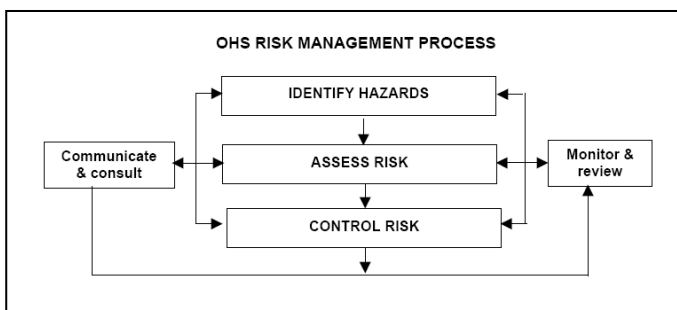 OHS RISK MANAGEMENT PROCESS
IDENTIFY HAZARDS
Communicate
& consult
ASSESS RISK
Monitor &
review
CONTROL RISK